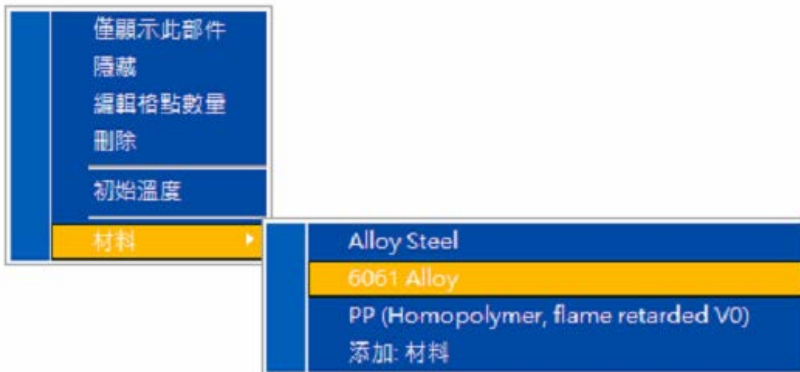 僅顯示此部件
隱藏
編輯格點數量
刪除
初始溫度
材料
Alloy Steel
6061 Alloy
PP (Homopolymer, flame retarded V0)
添加: 材料